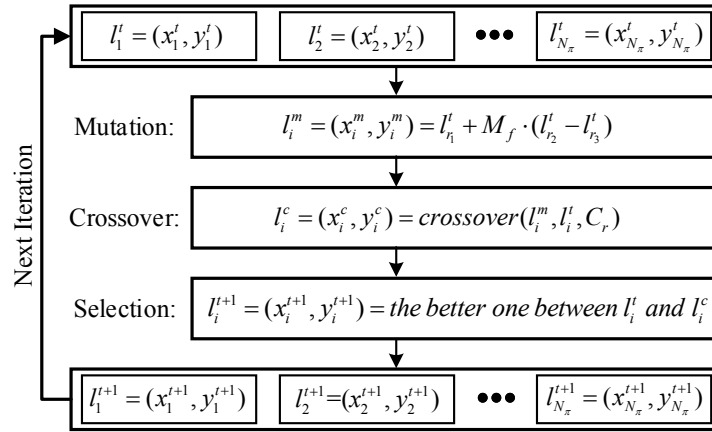 l_1^t = (x_1^t, y_1^t) l_2^t = (x_2^t, y_2^t) ••• l_{N_π}^t = (x_{N_π}^t, y_{N_π}^t)
Mutation: l_i^m = (x_i^m, y_i^m) = l_{r_1}^t + M_f · (l_{r_2}^t − l_{r_3}^t)
Crossover: l_i^c = (x_i^c, y_i^c) = crossover(l_i^m, l_i^t, C_r)
Selection: l_i^{t+1} = (x_i^{t+1}, y_i^{t+1}) = the better one between l_i^t and l_i^c
l_1^{t+1} = (x_1^{t+1}, y_1^{t+1}) l_2^{t+1}=(x_2^{t+1}, y_2^{t+1}) ••• l_{N_π}^{t+1} = (x_{N_π}^{t+1}, y_{N_π}^{t+1})
Next Iteration